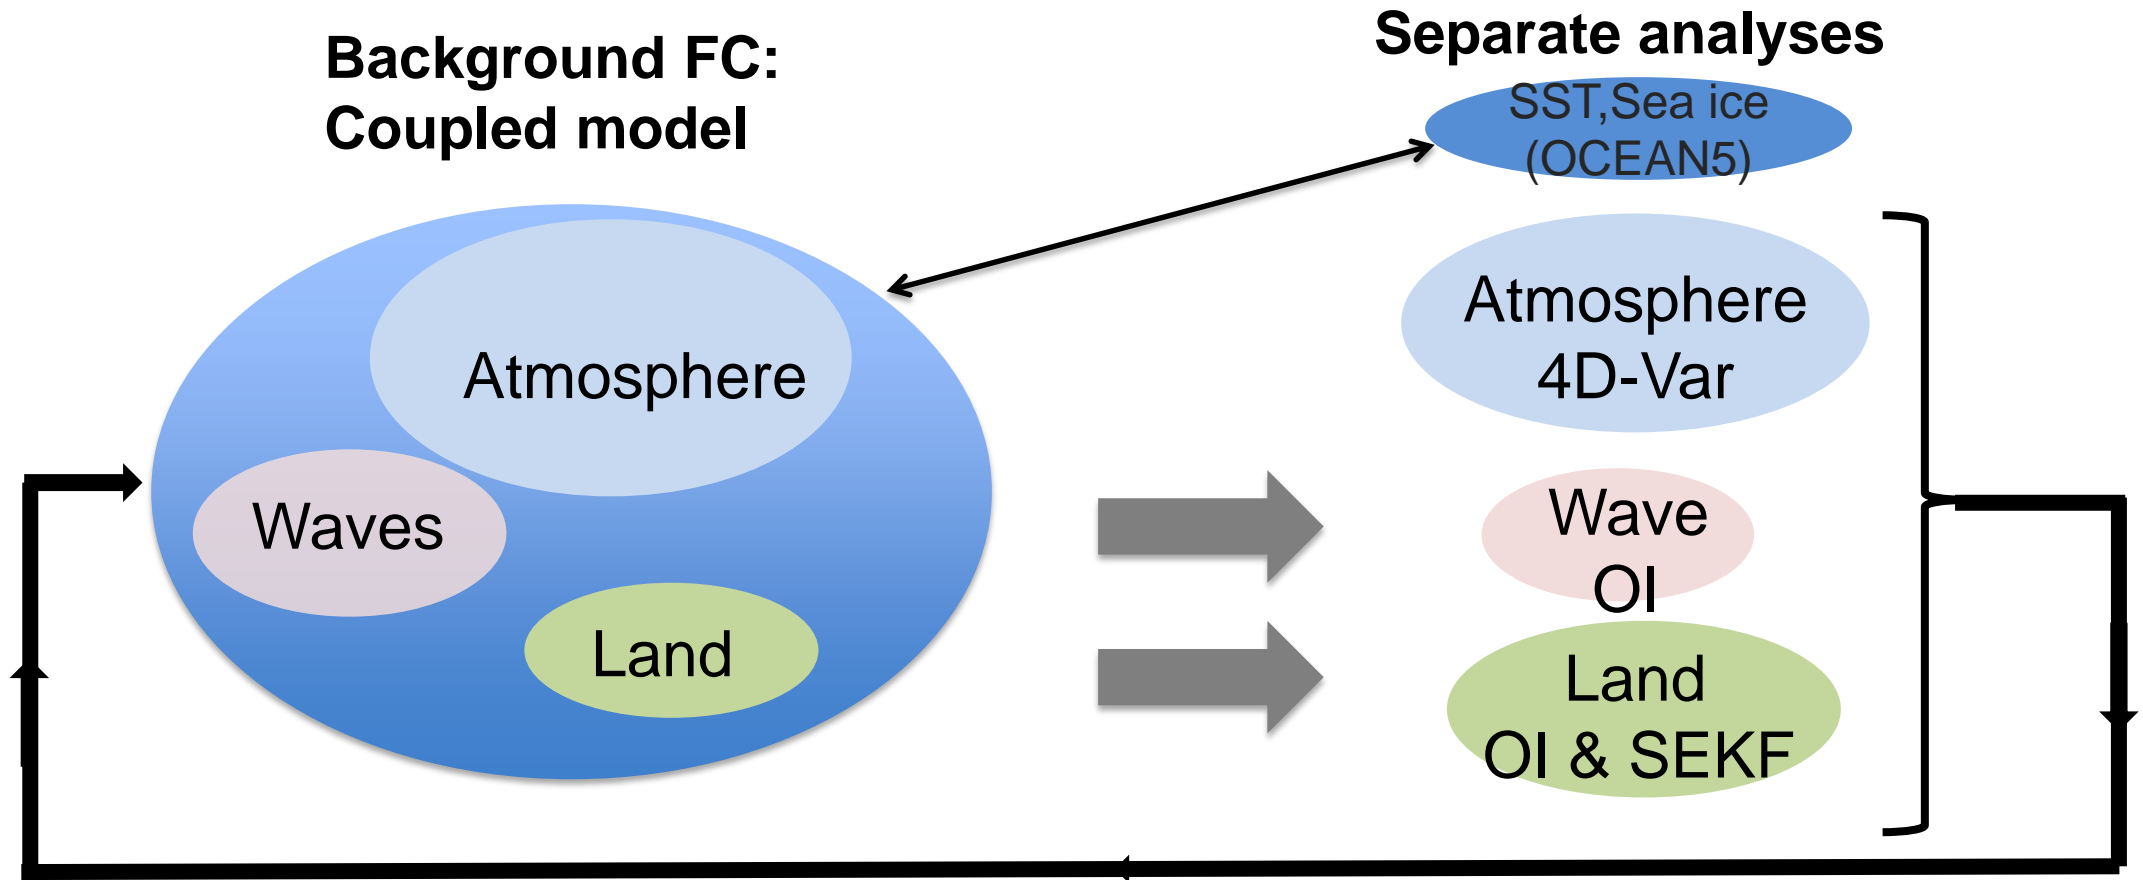 Background FC:
Coupled model
Atmosphere
Waves
Land
Separate analyses
SST,Sea ice
(OCEAN5)
Atmosphere
4D-Var
Wave
OI
Land
OI & SEKF